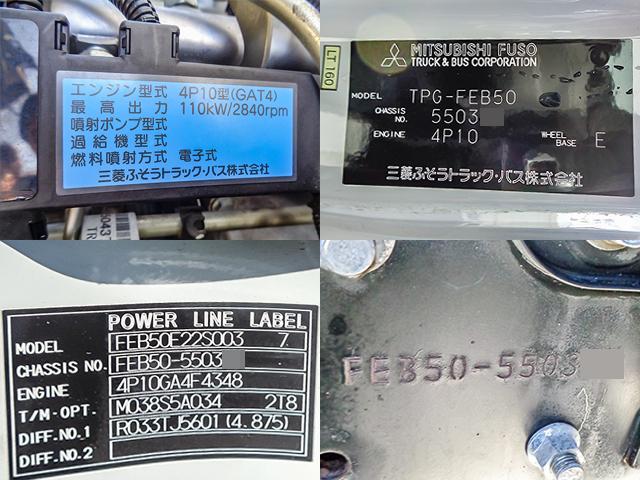 エンジン型式 4P10型(GAT4)
最高出力 110kW/2840rpm
噴射ポンプ型式
過給機型式
燃料噴射方式 電子式
三菱ふそうトラック・バス株式会社
LT160
MITSUBISHI FUSO
TRUCK & BUS CORPORATION
MODEL TPG-FEB50
CHASSIS NO. 5503
ENGINE 4P10 WHEEL BASE E
三菱ふそうトラック・バス株式会社
POWER LINE LABEL
MODEL FEB50E22S003 7
CHASSIS NO. FEB50-5503
ENGINE 4P10GA4F4348
T/M-OPT. M038S5A034 2T8
DIFF.NO.1 R033TJ5601(4.875)
DIFF.NO.2
FEB50-5503